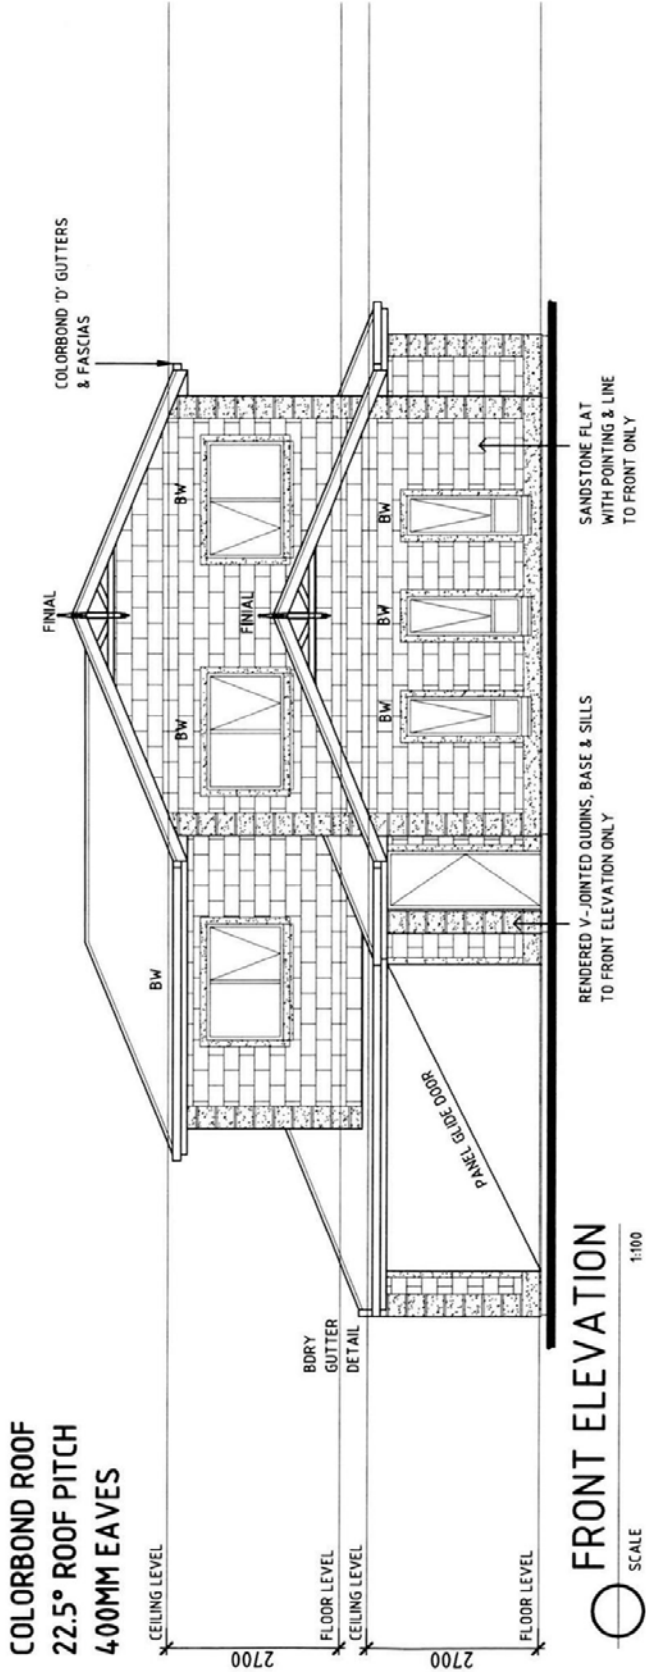 COLORBOND ROOF
22.5° ROOF PITCH
400MM EAVES
COLORBOND 'D' GUTTERS
& FASCIAS
FINIAL
BW
BW
BW
CEILING LEVEL
2700
FLOOR LEVEL
CEILING LEVEL
2700
FLOOR LEVEL
BDRY
GUTTER
DETAIL
FINIAL
BW
BW
BW
PANEL GLIDE DOOR
RENDERED V-JOINTED QUOINS, BASE & SILLS
TO FRONT ELEVATION ONLY
SANDSTONE FLAT
WITH POINTING & LINE
TO FRONT ONLY
FRONT ELEVATION
SCALE
1:100